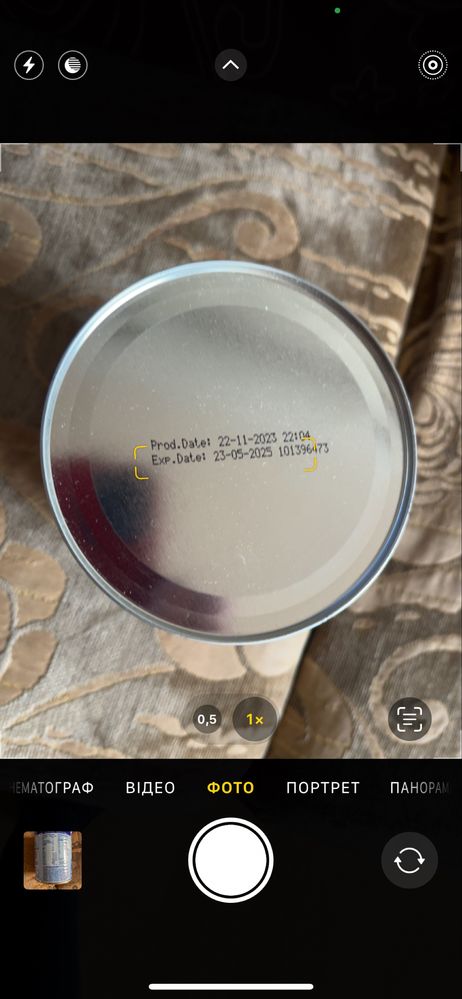 Prod.Date: 22-11-2023 22:04
Exp.Date: 23-05-2025 101396473
0,5 1×
ВІДЕО ФОТО ПОРТРЕТ